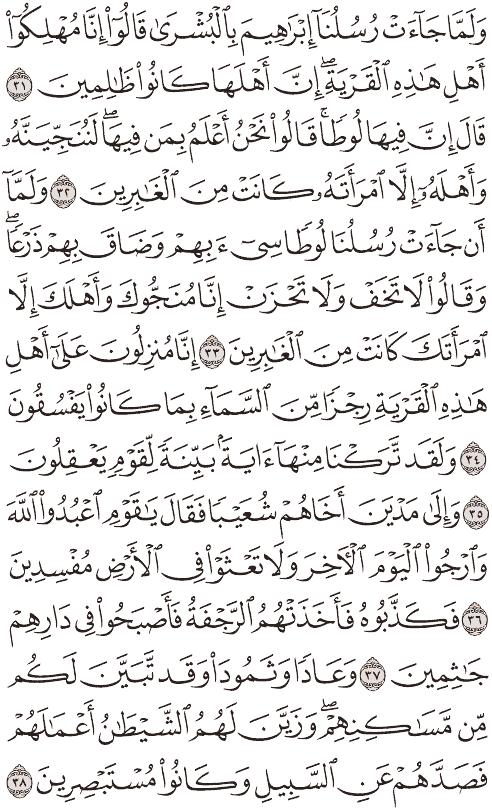 وَلَمَّا جَآءَتْ رُسُلُنَآ إِبْرَٰهِيمَ بِٱلْبُشْرَىٰ قَالُوٓا۟ إِنَّا مُهْلِكُوٓا۟
أَهْلِ هَـٰذِهِ ٱلْقَرْيَةِ ۖ إِنَّ أَهْلَهَا كَانُوا۟ ظَـٰلِمِينَ ٣١
قَالَ إِنَّ فِيهَا لُوطًا ۚ قَالُوا۟ نَحْنُ أَعْلَمُ بِمَن فِيهَا ۖ لَنُنَجِّيَنَّهُۥ
وَأَهْلَهُۥٓ إِلَّا ٱمْرَأَتَهُۥ كَانَتْ مِنَ ٱلْغَـٰبِرِينَ ٣٢ وَلَمَّآ
أَن جَآءَتْ رُسُلُنَا لُوطًا سِىٓءَ بِهِمْ وَضَاقَ بِهِمْ ذَرْعًا ۖ
وَقَالُوا۟ لَا تَخَفْ وَلَا تَحْزَنْ إِنَّا مُنَجُّوكَ وَأَهْلَكَ إِلَّا
ٱمْرَأَتَكَ كَانَتْ مِنَ ٱلْغَـٰبِرِينَ ٣٣ إِنَّا مُنزِلُونَ عَلَىٰٓ أَهْلِ
هَـٰذِهِ ٱلْقَرْيَةِ رِجْزًا مِّنَ ٱلسَّمَآءِ بِمَا كَانُوا۟ يَفْسُقُونَ
٣٤ وَلَقَد تَّرَكْنَا مِنْهَآ ءَايَةًۢ بَيِّنَةً لِّقَوْمٍ يَعْقِلُونَ
٣٥ وَإِلَىٰ مَدْيَنَ أَخَاهُمْ شُعَيْبًا فَقَالَ يَـٰقَوْمِ ٱعْبُدُوا۟ ٱللَّهَ
وَٱرْجُوا۟ ٱلْيَوْمَ ٱلْـَٔاخِرَ وَلَا تَعْثَوْا۟ فِى ٱلْأَرْضِ مُفْسِدِينَ
٣٦ فَكَذَّبُوهُ فَأَخَذَتْهُمُ ٱلرَّجْفَةُ فَأَصْبَحُوا۟ فِى دَارِهِمْ
جَـٰثِمِينَ ٣٧ وَعَادًا وَثَمُودَا۟ وَقَد تَّبَيَّنَ لَكُم
مِّن مَّسَـٰكِنِهِمْ ۖ وَزَيَّنَ لَهُمُ ٱلشَّيْطَـٰنُ أَعْمَـٰلَهُمْ
فَصَدَّهُمْ عَنِ ٱلسَّبِيلِ وَكَانُوا۟ مُسْتَبْصِرِينَ ٣٨